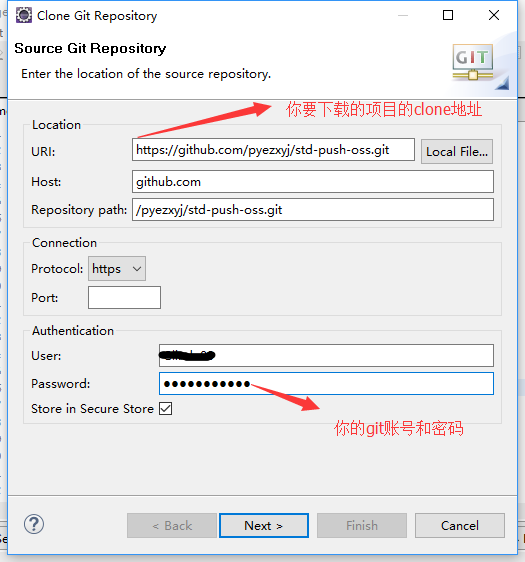 Clone Git Repository
Source Git Repository
Enter the location of the source repository.
GIT
你要下载的项目的clone地址
Location
URI:
https://github.com/pyezxyj/std-push-oss.git
Local File...
Host:
github.com
Repository path:
/pyezxyj/std-push-oss.git
Connection
Protocol:
https
Port:
Authentication
User:
Password:
●●●●●●●●●●●
Store in Secure Store
你的git账号和密码
?
< Back
Next >
Finish
Cancel